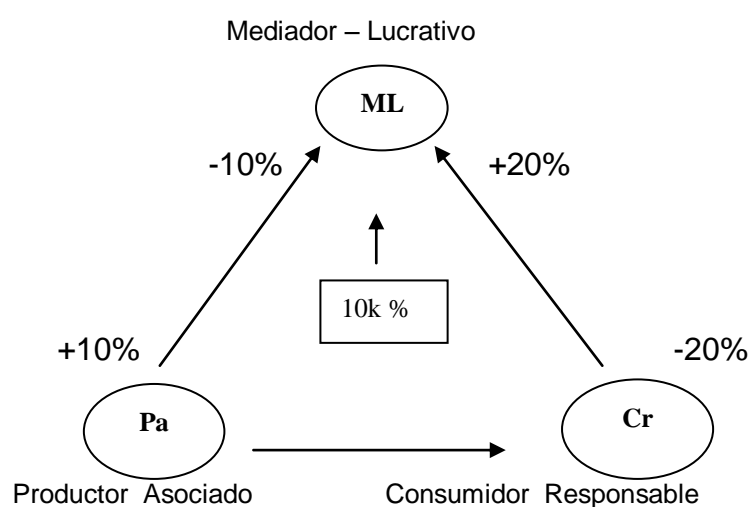 Mediador – Lucrativo
ML
-10%
+20%
10k %
+10%
-20%
Pa
Cr
Productor Asociado
Consumidor Responsable